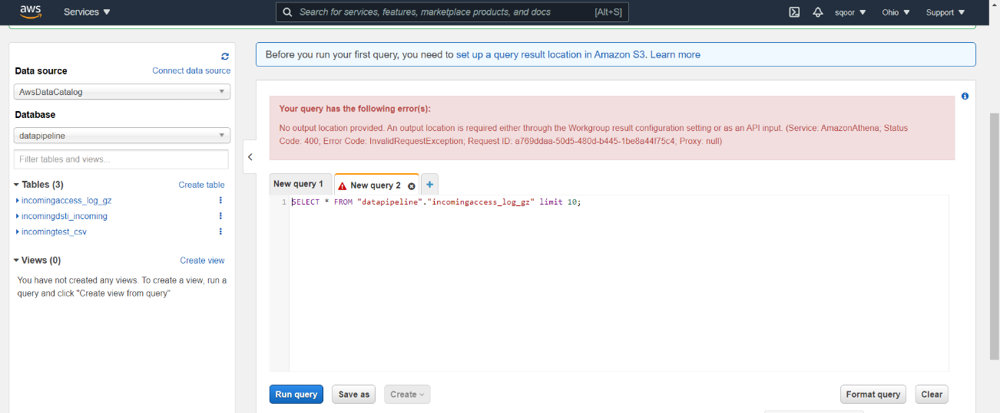 aws
Services
Search for services, features, marketplace products, and docs [Alt+S]
sqoor
Ohio
Support
Data source
Connect data source
AwsDataCatalog
Database
datapipeline
Filter tables and views...
Tables (3)
Create table
incomingaccess_log_gz
incomingdsti_incoming
incomingtest_csv
Views (0)
Create view
You have not created any views. To create a view, run a
query and click "Create view from query"
Before you run your first query, you need to set up a query result location in Amazon S3. Learn more
Your query has the following error(s):
No output location provided. An output location is required either through the Workgroup result configuration setting or as an API input. (Service: AmazonAthena; Status
Code: 400; Error Code: InvalidRequestException; Request ID: a769ddaa-50d5-480d-b445-1be8a44f75c4; Proxy: null)
New query 1
New query 2
1 SELECT * FROM "datapipeline"."incomingaccess_log_gz" limit 10;
Run query
Save as
Create
Format query
Clear